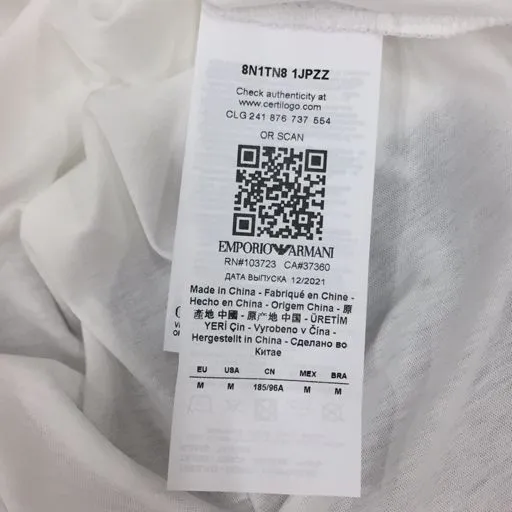 8N1TN8 1JPZZ
Check authenticity at
www.certilogo.com
CLG 241 876 737 554
OR SCAN
EMPORIO ARMANI
RN#103723 CA#37360
ДАТА ВЫПУСКА 12/2021
Made in China - Fabriqué en Chine -
Hecho en China - Origem China - 原
產地 中國 - 原产地 中国 - ÜRETİM
YERİ Çin - Vyrobeno v Čína -
Hergestellt in China - Сделано во
Китае
EU USA CN MEX BRA
M M 185/96A M M